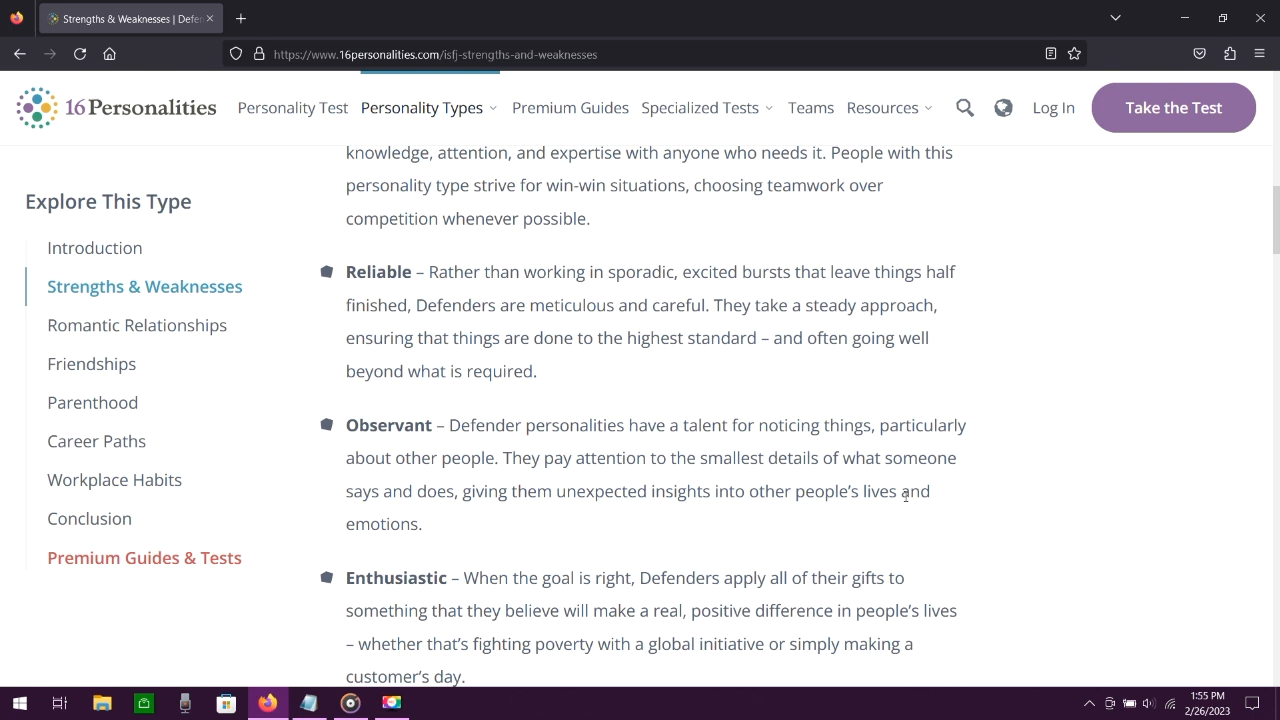 Strengths & Weaknesses | Defe
https://www.16personalities.com/isfj-strengths-and-weaknesses
16Personalities
Personality Test
Personality Types
Premium Guides
Specialized Tests
Teams
Resources
Log In
Take the Test
Explore This Type
Introduction
Strengths & Weaknesses
Romantic Relationships
Friendships
Parenthood
Career Paths
Workplace Habits
Conclusion
Premium Guides & Tests
knowledge, attention, and expertise with anyone who needs it. People with this
personality type strive for win-win situations, choosing teamwork over
competition whenever possible.
Reliable – Rather than working in sporadic, excited bursts that leave things half
finished, Defenders are meticulous and careful. They take a steady approach,
ensuring that things are done to the highest standard – and often going well
beyond what is required.
Observant – Defender personalities have a talent for noticing things, particularly
about other people. They pay attention to the smallest details of what someone
says and does, giving them unexpected insights into other people's lives and
emotions.
Enthusiastic – When the goal is right, Defenders apply all of their gifts to
something that they believe will make a real, positive difference in people's lives
– whether that's fighting poverty with a global initiative or simply making a
customer's day.
1:55 PM
2/26/2023